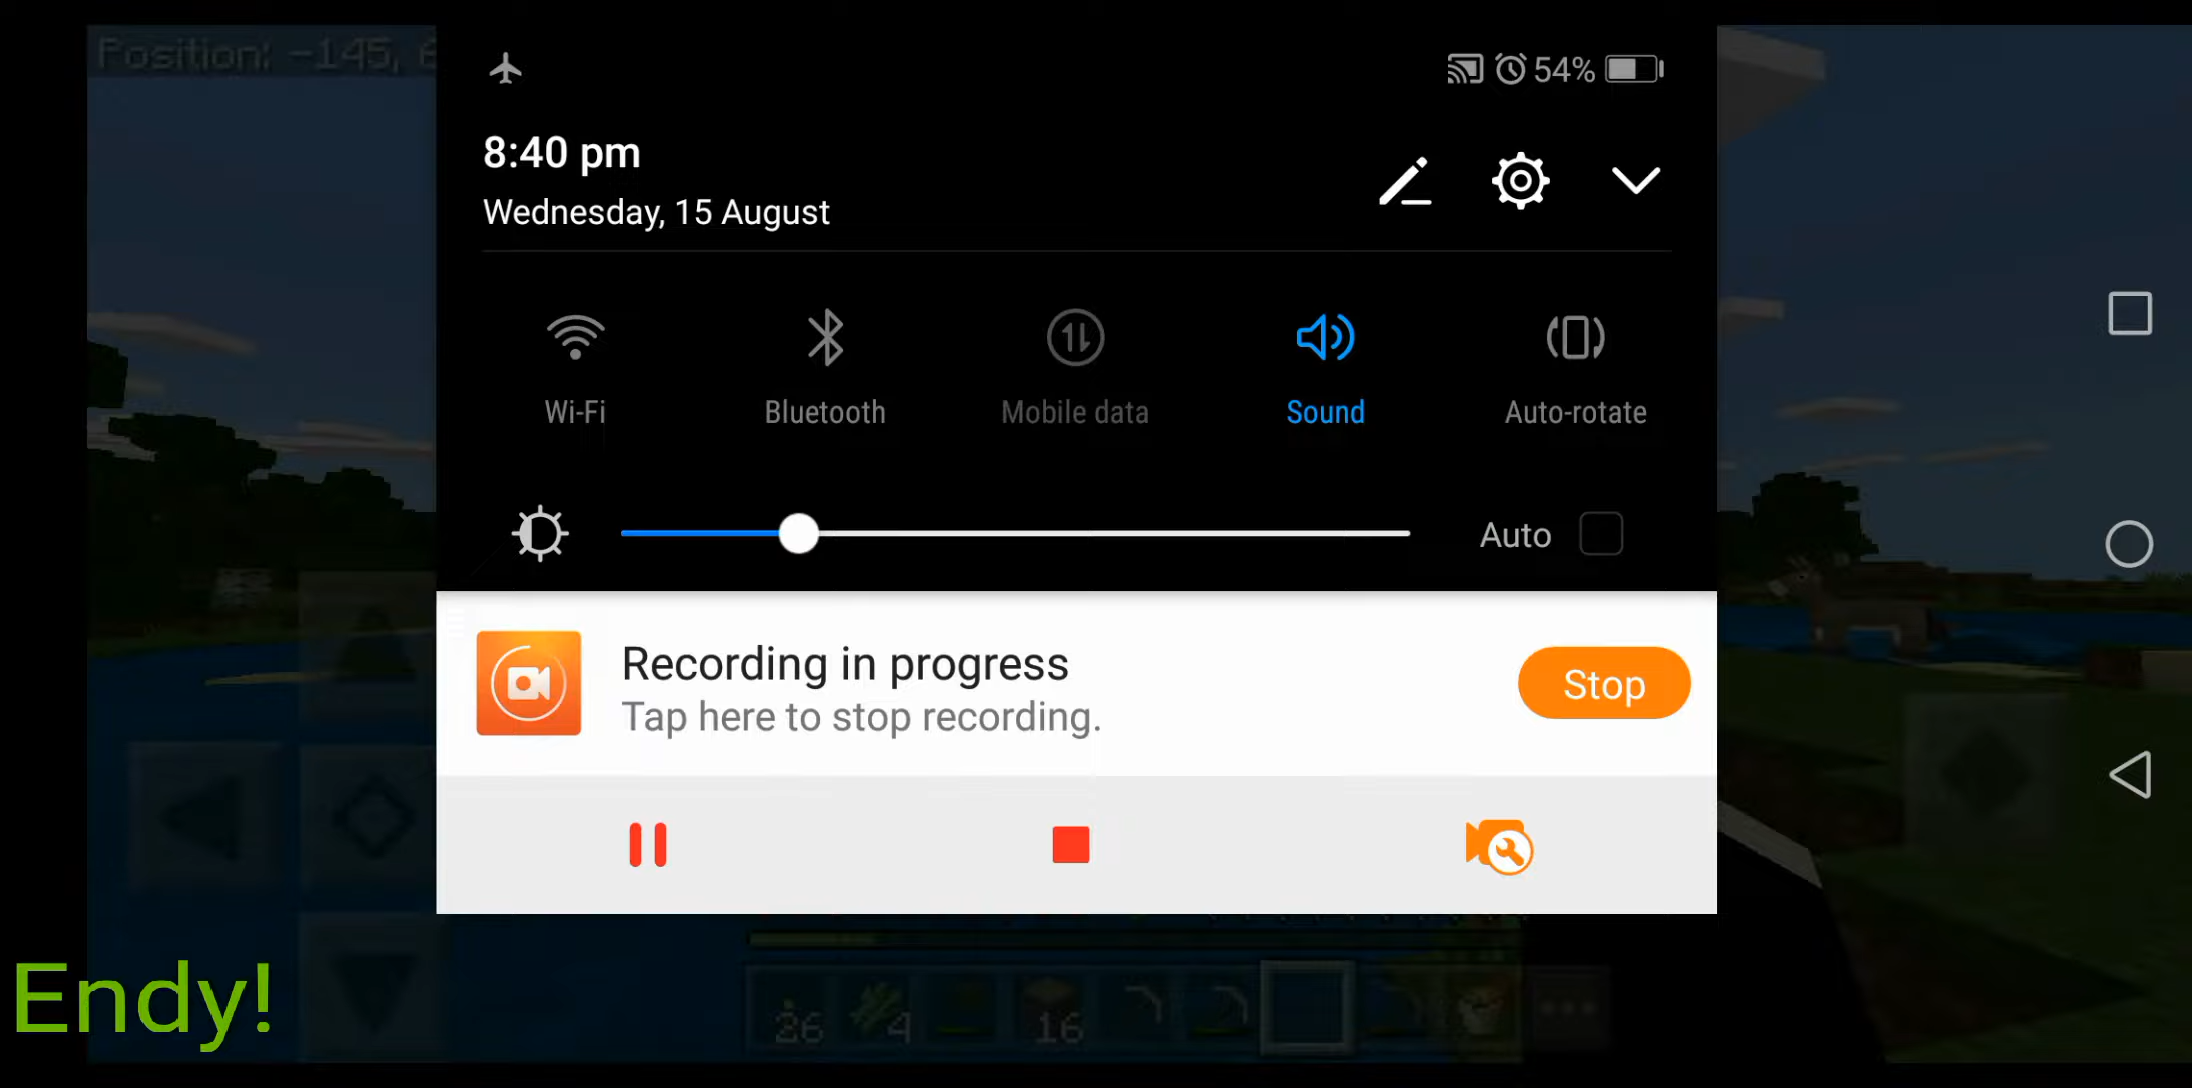 Position: -145, 6
54%
8:40 pm
Wednesday, 15 August
Wi-Fi
Bluetooth
Mobile data
Sound
Auto-rotate
Auto
Recording in progress
Tap here to stop recording.
Stop
Endy!
26
4
16